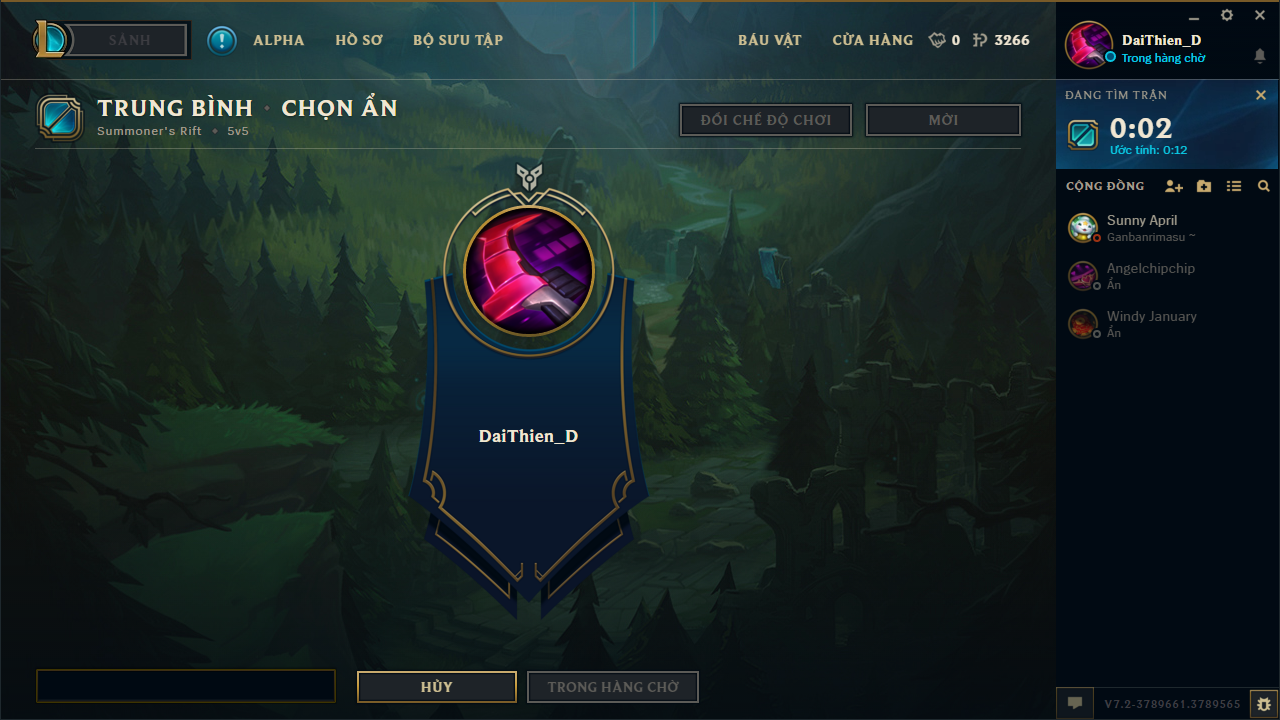 SẢNH
ALPHA
HỒ SƠ
BỘ SƯU TẬP
BÁU VẬT
CỬA HÀNG
0
3266
DaiThien_D
Trong hàng chờ
TRUNG BÌNH • CHỌN ẨN
Summoner's Rift • 5v5
ĐỔI CHẾ ĐỘ CHƠI
MỜI
ĐANG TÌM TRẬN
0:02
Ước tính: 0:12
CỘNG ĐỒNG
Sunny April
Ganbanrimasu ~
Angelchipchip
Ẩn
Windy January
Ẩn
DaiThien_D
HỦY
TRONG HÀNG CHỜ
V7.2-3789661.3789565